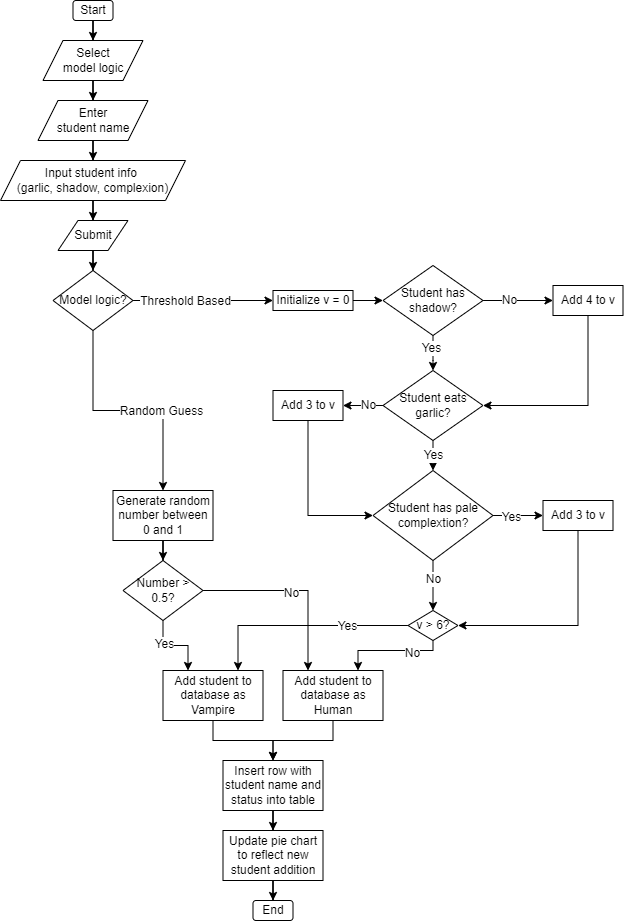 Start
Select
model logic
Enter
student name
Input student info
(garlic, shadow, complexion)
Submit
Model logic?
Threshold Based
Initialize v = 0
Student has
shadow?
No
Add 4 to v
Yes
Student eats
garlic?
No
Add 3 to v
Yes
Student has pale
complextion?
Yes
Add 3 to v
No
v > 6?
Yes
No
Random Guess
Generate random
number between
0 and 1
Number >
0.5?
No
Yes
Add student to
database as
Vampire
Add student to
database as
Human
Insert row with
student name and
status into table
Update pie chart
to reflect new
student addition
End